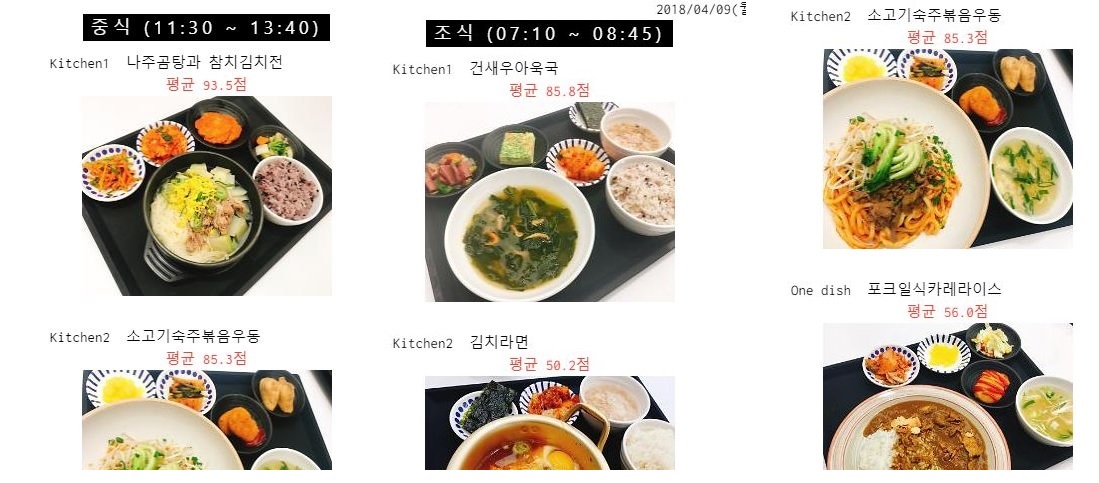 중식 (11:30 ~ 13:40)
Kitchen1 나주곰탕과 참치김치전
평균 93.5점
Kitchen2 소고기숙주볶음우동
평균 85.3점
2018/04/09(
조식 (07:10 ~ 08:45)
Kitchen1 건새우아욱국
평균 85.8점
Kitchen2 김치라면
평균 50.2점
Kitchen2 소고기숙주볶음우동
평균 85.3점
One dish 포크일식카레라이스
평균 56.0점